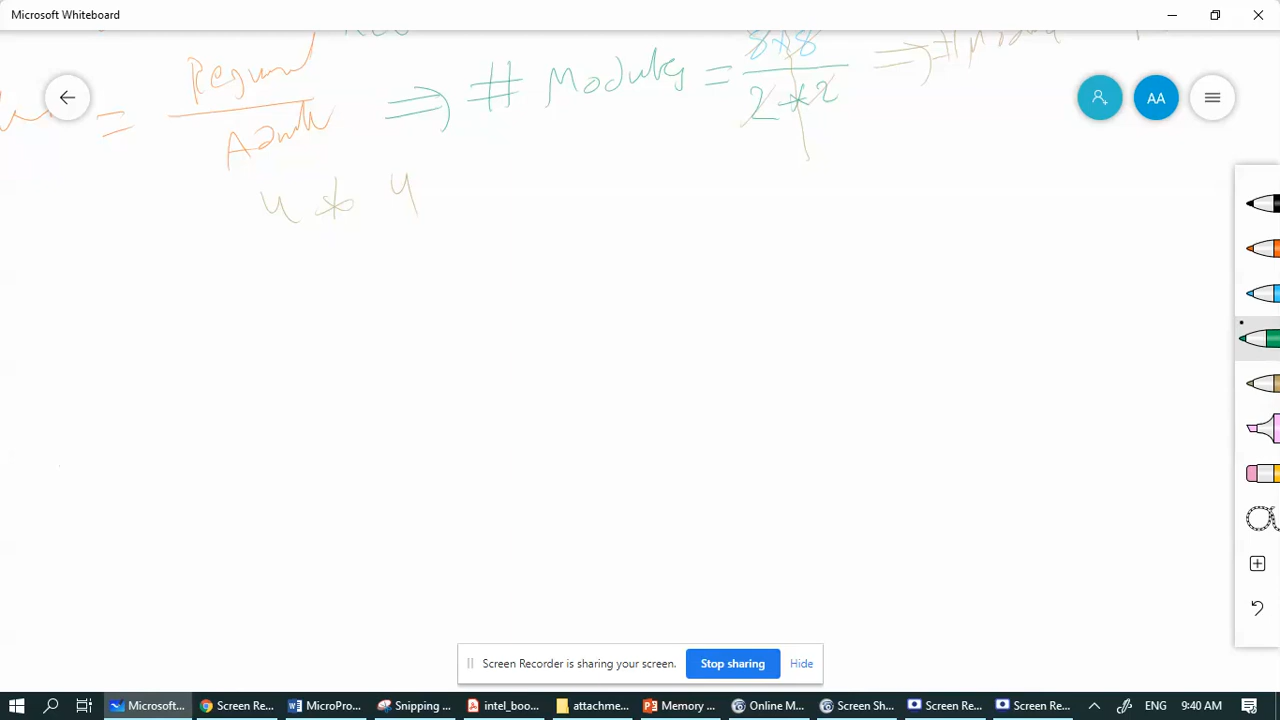 Microsoft Whiteboard
8*8
= Required ⇒ # Modules = 2*2 ⇒ #
4 * 4
AA
Screen Recorder is sharing your screen. Stop sharing Hide
Microsoft... Screen Re... MicroPro... Snipping ... intel_boo... attachme... Memory ... Online M... Screen Sh... Screen Re... Screen Re... ENG 9:40 AM